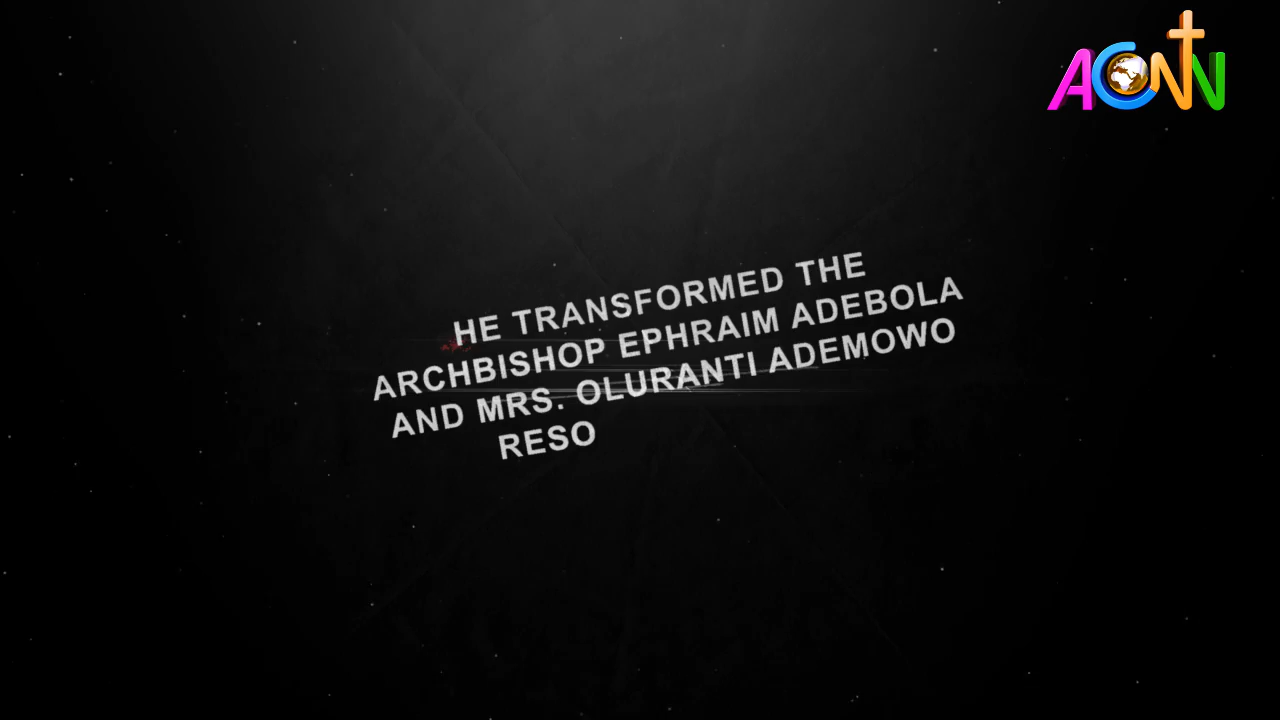 ACNN
HE TRANSFORMED THE
ARCHBISHOP EPHRAIM ADEBOLA
AND MRS. OLURANTI ADEMOWO
RESO